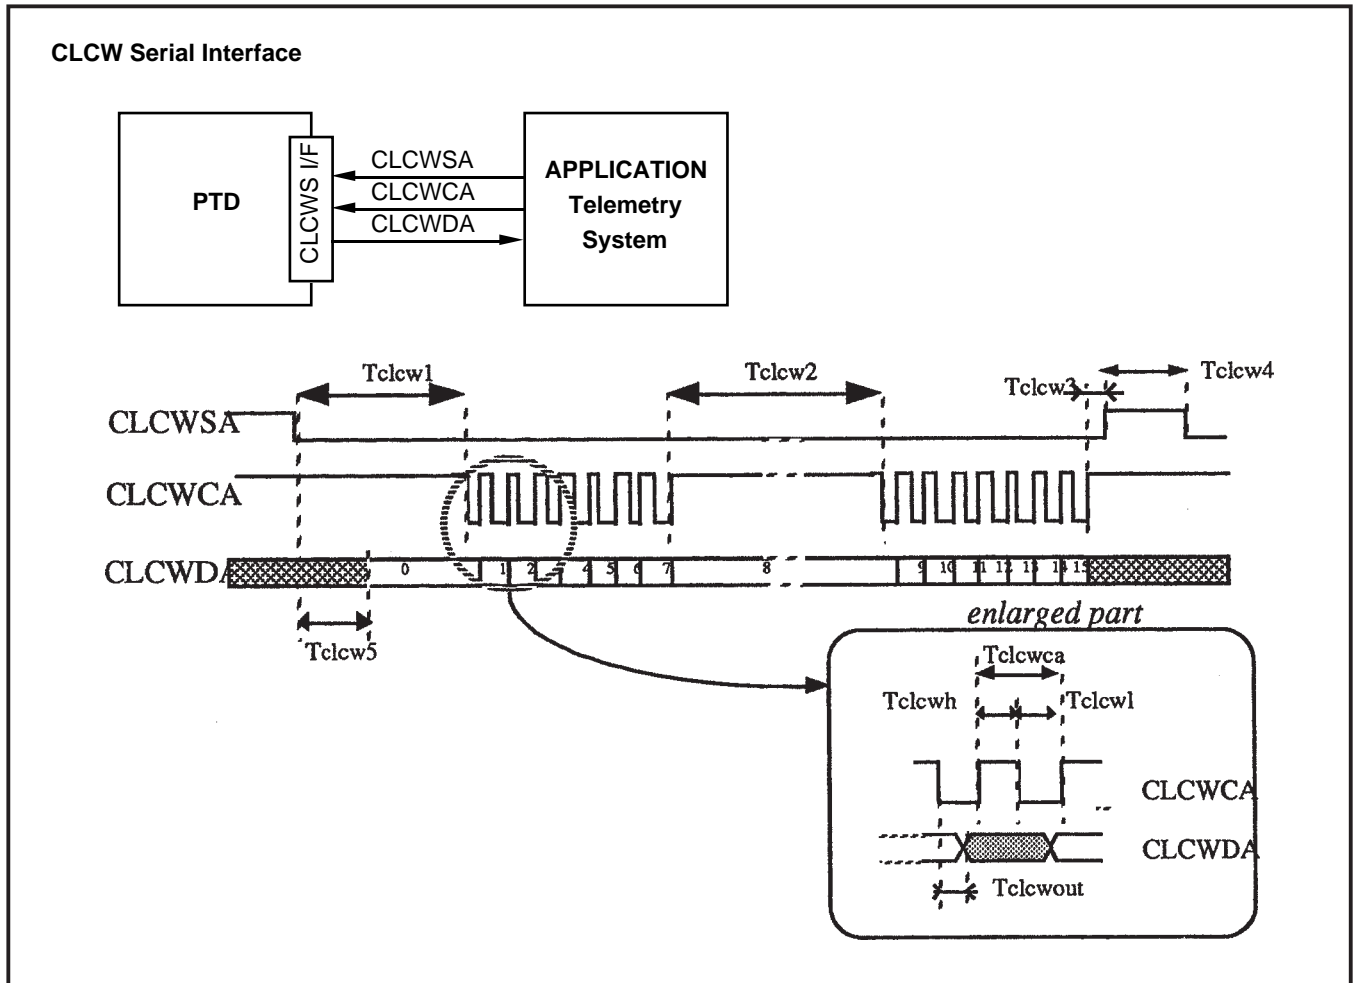 CLCW Serial Interface
PTD
CLCWS I/F
CLCWSA
CLCWCA
CLCWDA
APPLICATION
Telemetry
System
Tclcw1
Tclcw2
Tclcw3
Tclcw4
CLCWSA
CLCWCA
CLCWDA
0 1 2 3 4 5 6 7 8 9 10 11 12 13 14 15
Tclcw5
enlarged part
Tclcwca
Tclcwh
Tclcwl
CLCWCA
CLCWDA
Tclcwout